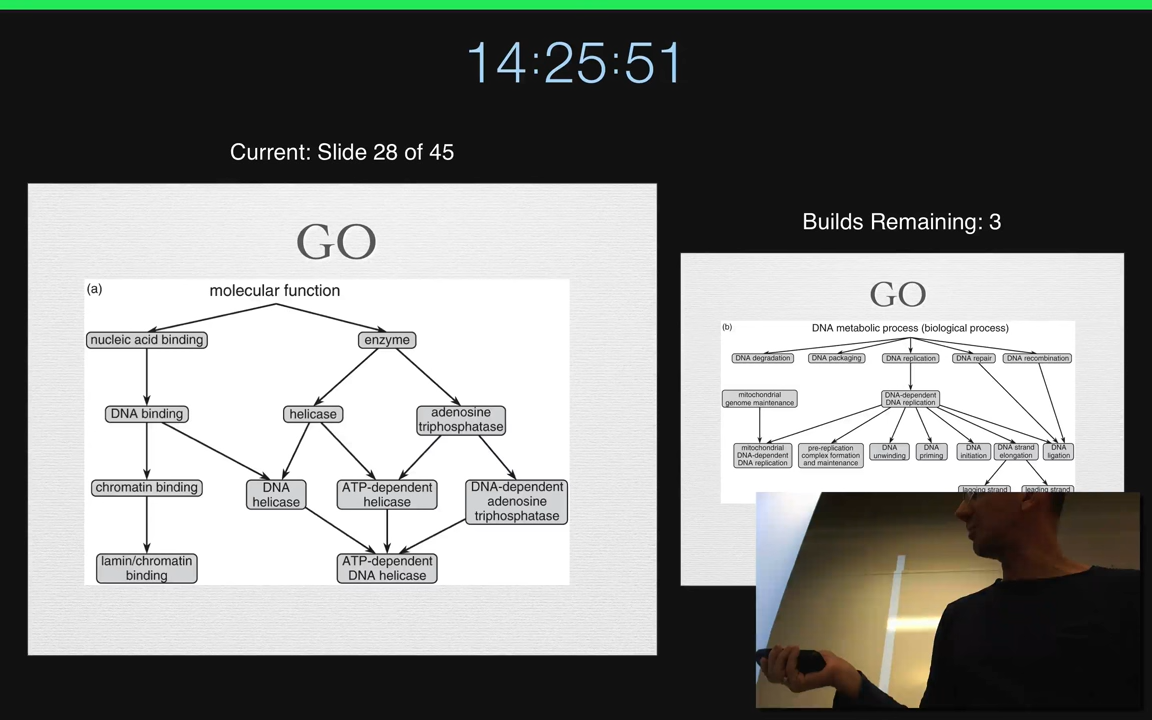 14:25:51
Current: Slide 28 of 45
GO
(a)
molecular function
nucleic acid binding
enzyme
DNA binding
helicase
adenosine
triphosphatase
chromatin binding
DNA
helicase
ATP-dependent
helicase
DNA-dependent
adenosine
triphosphatase
lamin/chromatin
binding
ATP-dependent
DNA helicase
Builds Remaining: 3
GO
(b)
DNA metabolic process (biological process)
DNA degradation
DNA packaging
DNA replication
DNA repair
DNA recombination
mitochondrial
genome maintenance
DNA-dependent
DNA replication
mitochondrial
DNA-dependent
DNA replication
pre-replication
complex formation
and maintenance
DNA
unwinding
DNA
priming
DNA
initiation
DNA strand
elongation
DNA
ligation
lagging strand
leading strand